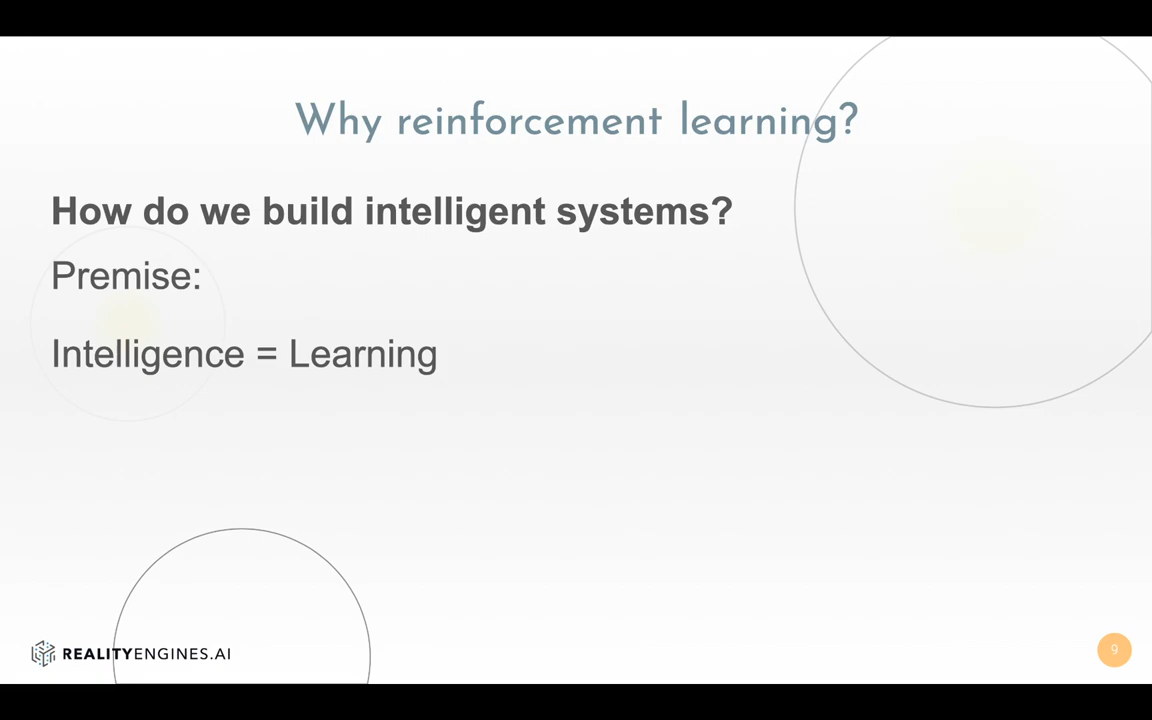 Why reinforcement learning?
How do we build intelligent systems?
Premise:
Intelligence = Learning
REALITYENGINES.AI
9